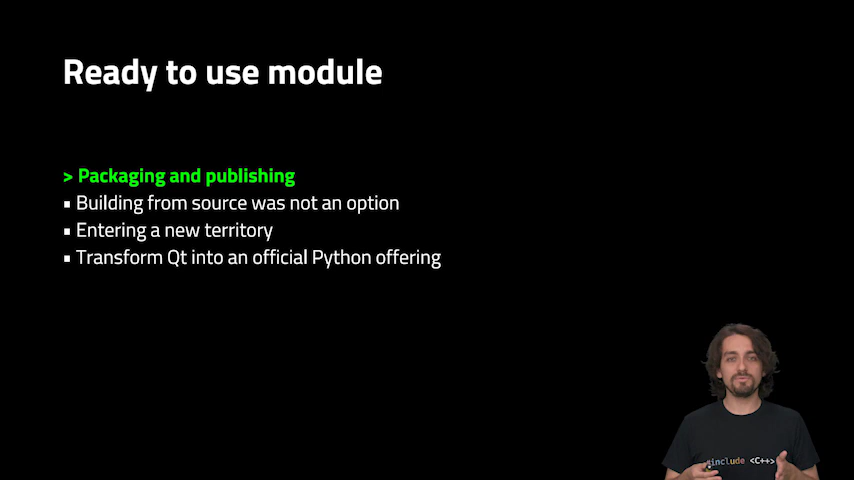 Ready to use module
> Packaging and publishing
▪ Building from source was not an option
▪ Entering a new territory
▪ Transform Qt into an official Python offering
#include <C++>